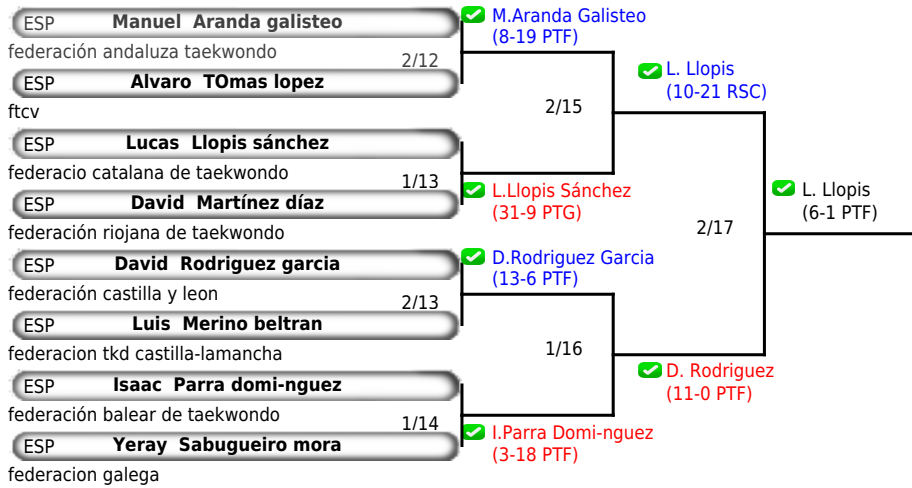 ESP Manuel Aranda galisteo
federación andaluza taekwondo
2/12
ESP Alvaro TOmas lopez
ftcv
ESP Lucas Llopis sánchez
federacio catalana de taekwondo
1/13
ESP David Martínez díaz
federación riojana de taekwondo
ESP David Rodriguez garcia
federación castilla y leon
2/13
ESP Luis Merino beltran
federacion tkd castilla-lamancha
ESP Isaac Parra domi-nguez
federación balear de taekwondo
1/14
ESP Yeray Sabugueiro mora
federacion galega
M.Aranda Galisteo
(8-19 PTF)
2/15
L.Llopis Sánchez
(31-9 PTG)
D.Rodriguez Garcia
(13-6 PTF)
1/16
I.Parra Domi-nguez
(3-18 PTF)
L. Llopis
(10-21 RSC)
2/17
D. Rodriguez
(11-0 PTF)
L. Llopis
(6-1 PTF)